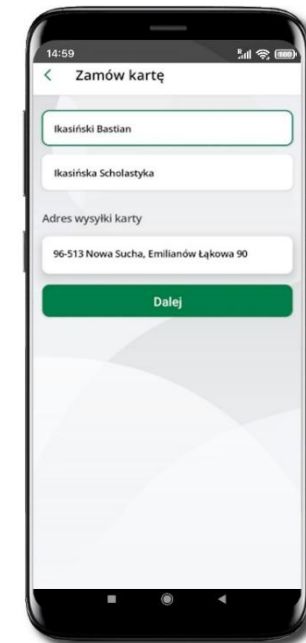 14:59
Zamów kartę
Ikasiński Bastian
Ikasińska Scholastyka
Adres wysyłki karty
96-513 Nowa Sucha, Emilianów Łąkowa 90
Dalej